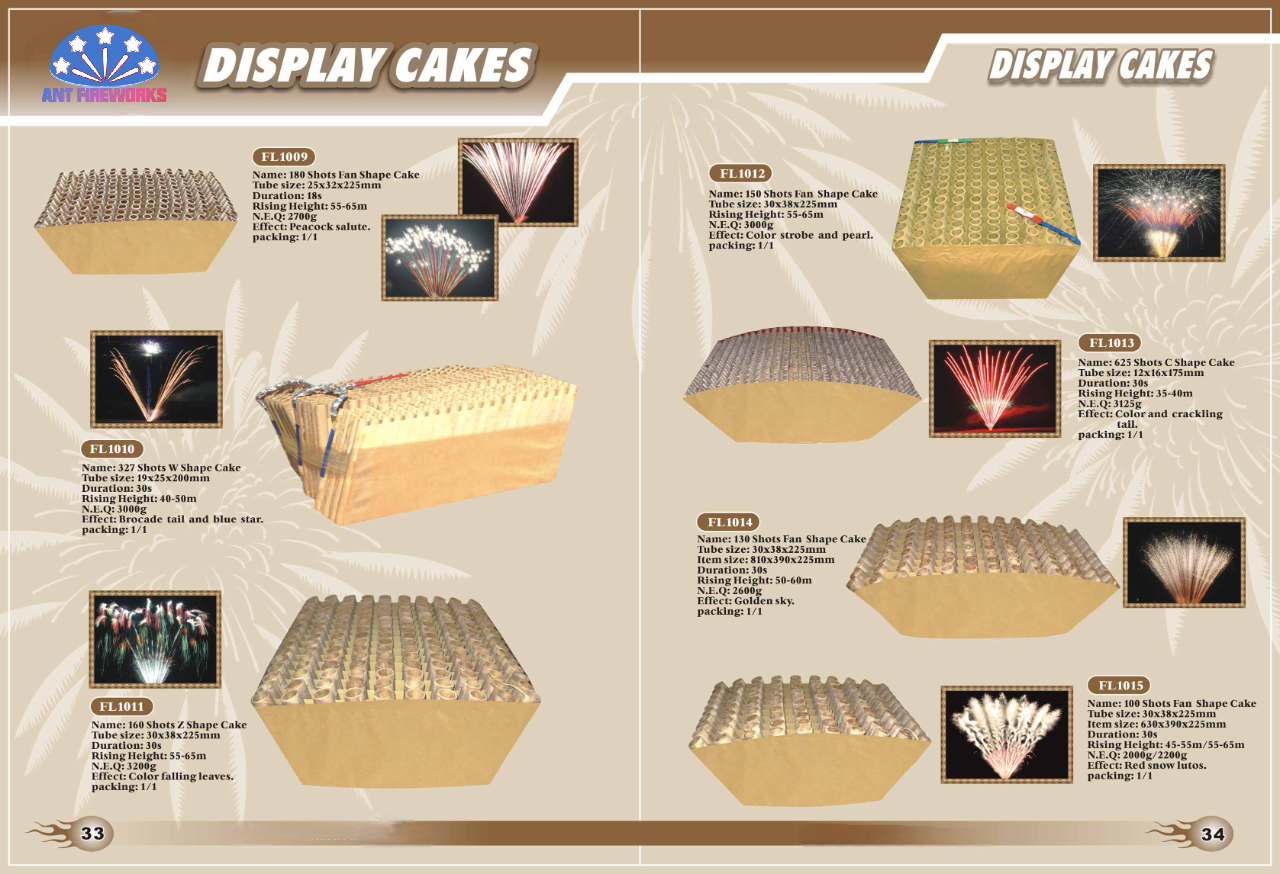 ANT FIREWORKS
DISPLAY CAKES
FL1009
Name: 180 Shots Fan Shape Cake
Tube size: 25x32x225mm
Duration: 18s
Rising Height: 55-65m
N.E.Q: 2700g
Effect: Peacock salute.
packing: 1/1
FL1010
Name: 327 Shots W Shape Cake
Tube size: 19x25x200mm
Duration: 30s
Rising Height: 40-50m
N.E.Q: 3000g
Effect: Brocade tail and blue star.
packing: 1/1
FL1011
Name: 160 Shots Z Shape Cake
Tube size: 30x38x225mm
Duration: 30s
Rising Height: 55-65m
N.E.Q: 3200g
Effect: Color falling leaves.
packing: 1/1
33
DISPLAY CAKES
FL1012
Name: 150 Shots Fan Shape Cake
Tube size: 30x38x225mm
Rising Height: 55-65m
N.E.Q: 3000g
Effect: Color strobe and pearl.
packing: 1/1
FL1013
Name: 625 Shots C Shape Cake
Tube size: 12x16x175mm
Duration: 30s
Rising Height: 35-40m
N.E.Q: 3125g
Effect: Color and crackling
tail.
packing: 1/1
FL1014
Name: 130 Shots Fan Shape Cake
Tube size: 30x38x225mm
Item size: 810x390x225mm
Duration: 30s
Rising Height: 50-60m
N.E.Q: 2600g
Effect: Golden sky.
packing: 1/1
FL1015
Name: 100 Shots Fan Shape Cake
Tube size: 30x38x225mm
Item size: 630x390x225mm
Duration: 30s
Rising Height: 45-55m/55-65m
N.E.Q: 2000g/2200g
Effect: Red snow lutos.
packing: 1/1
34